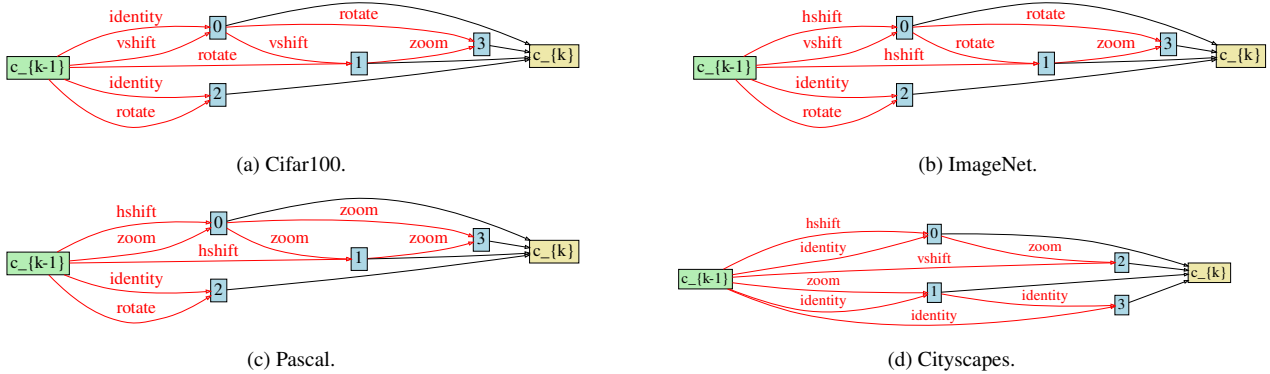 identity
0
rotate
vshift
vshift
zoom
3
rotate
1
c_{k-1}
c_{k}
identity
2
rotate
(a) Cifar100.
hshift
0
rotate
vshift
rotate
zoom
3
hshift
1
c_{k-1}
c_{k}
identity
2
rotate
(b) ImageNet.
hshift
0
zoom
zoom
zoom
zoom
3
hshift
1
c_{k-1}
c_{k}
identity
2
rotate
(c) Pascal.
hshift
0
identity
zoom
vshift
2
c_{k-1}
c_{k}
zoom
1
identity
identity
3
identity
(d) Cityscapes.